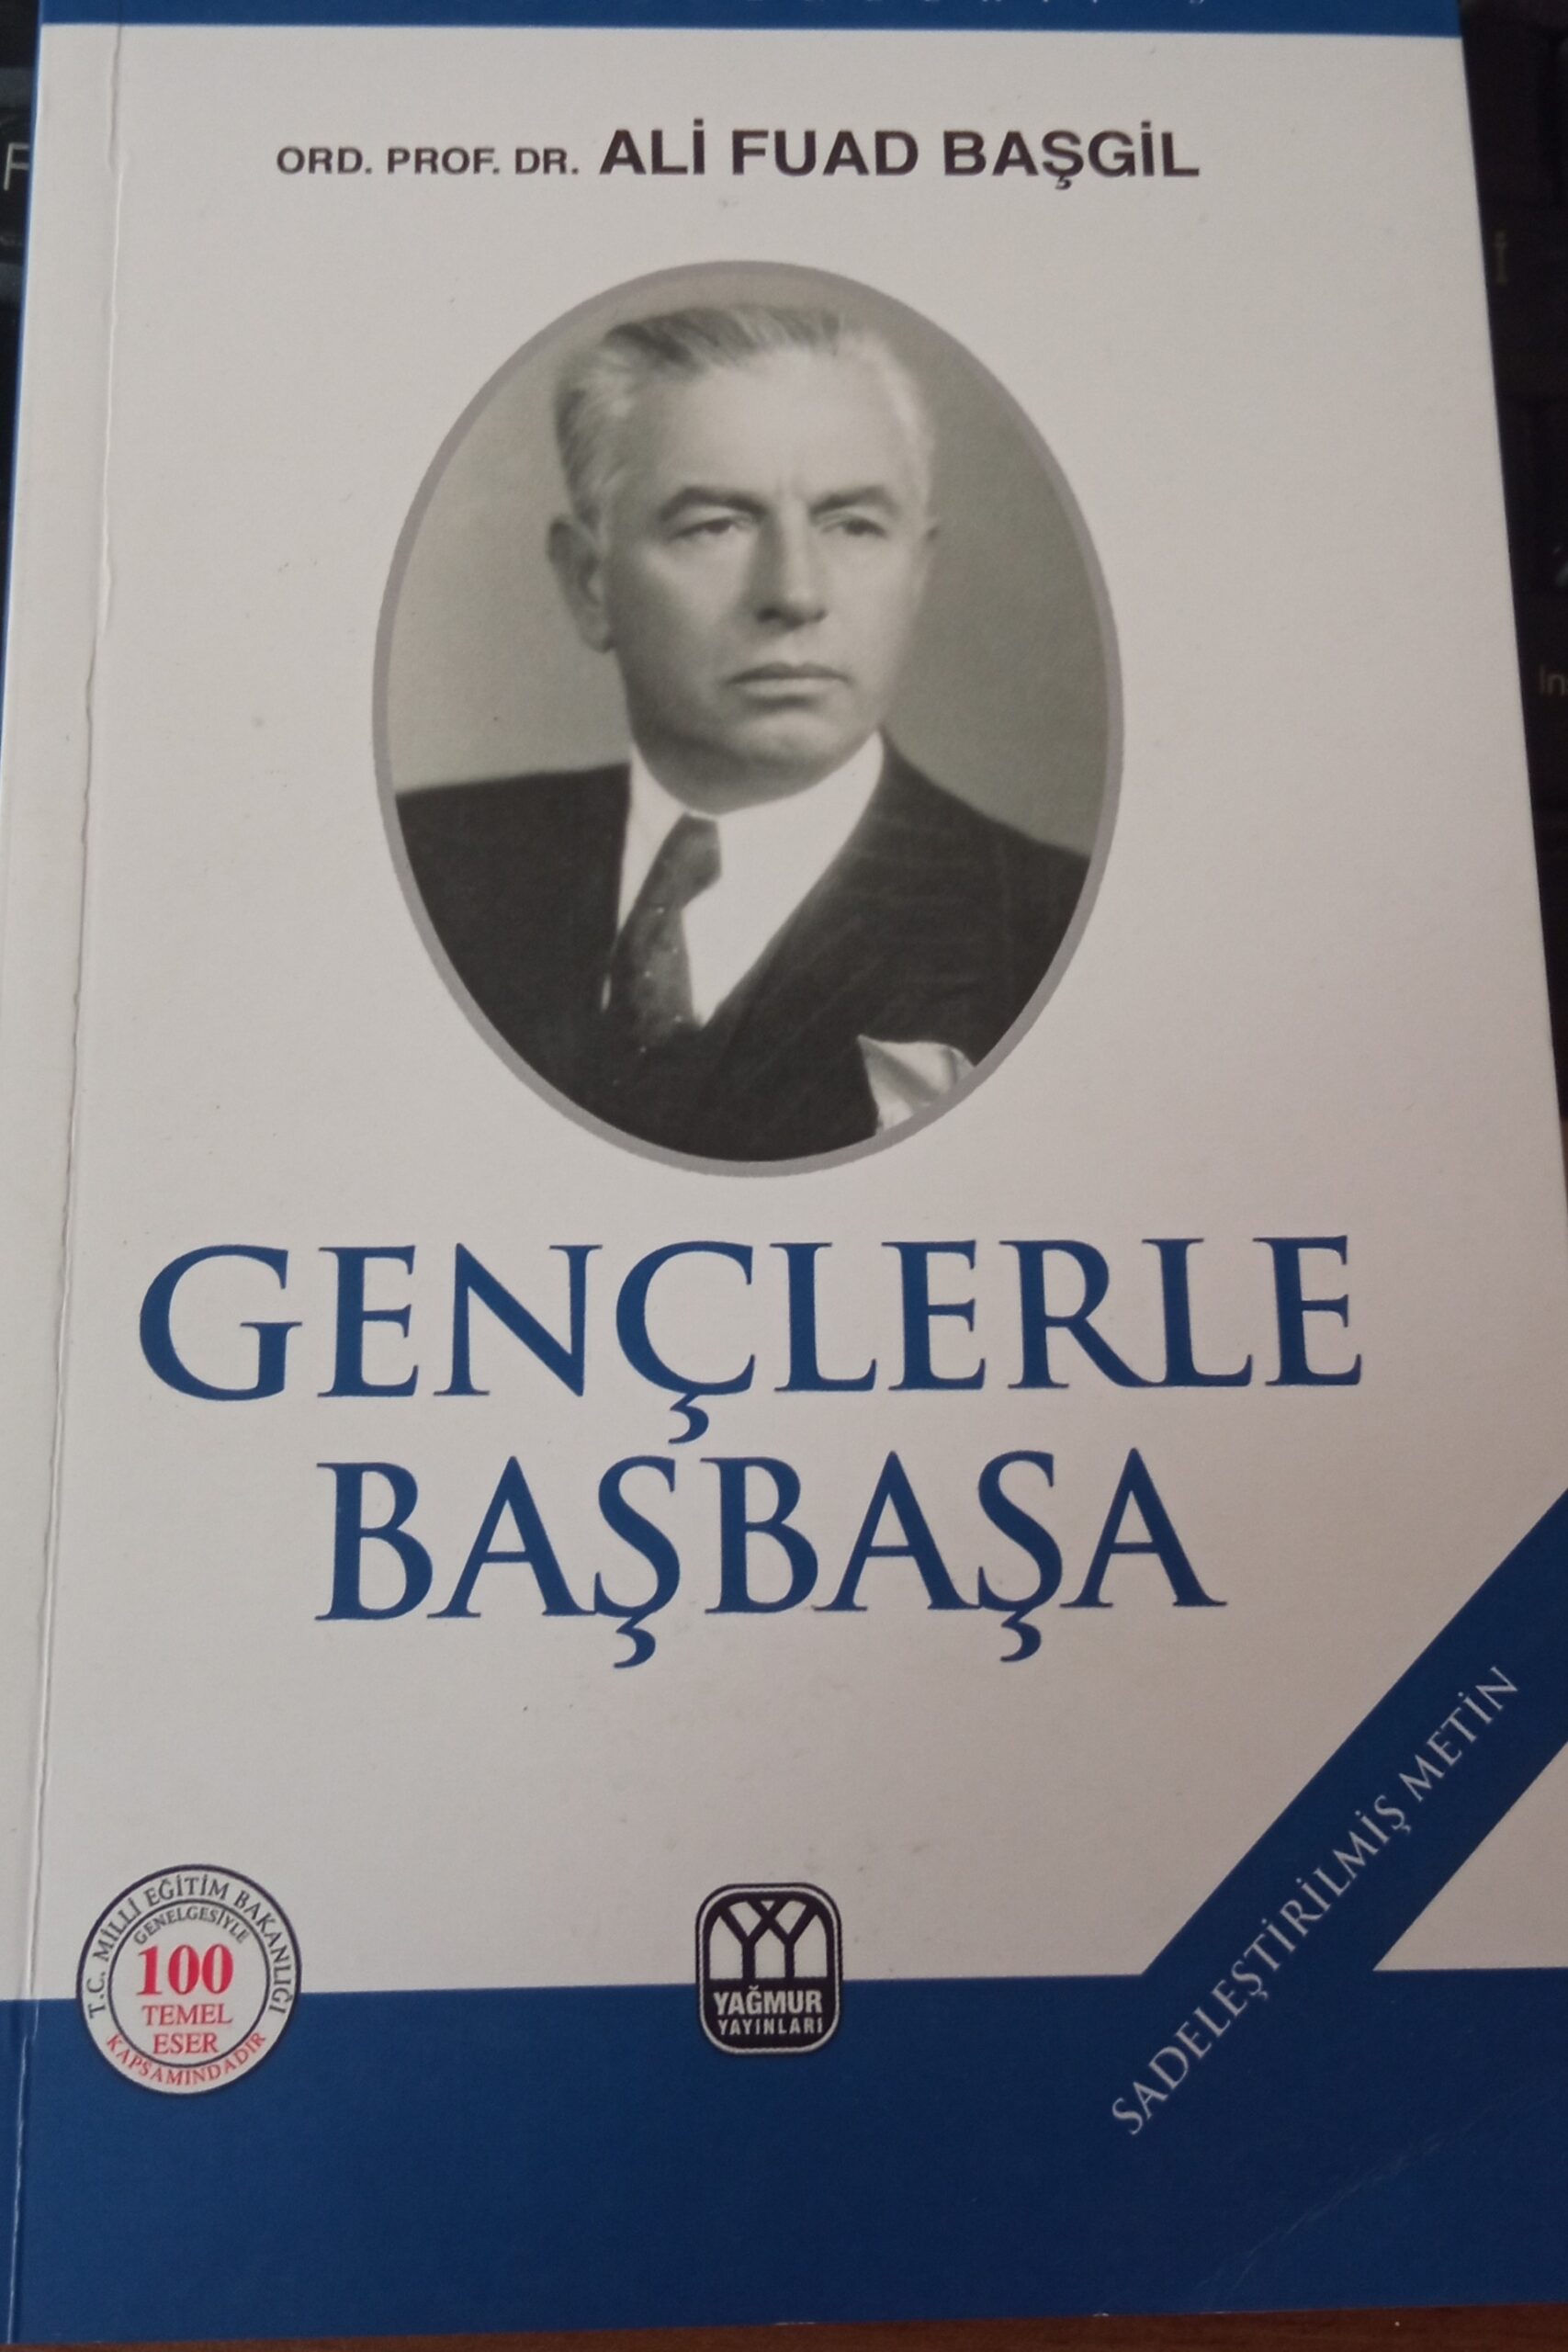 ORD. PROF. DR. ALİ FUAD BAŞGİL
GENÇLERLE
BAŞBAŞA
SADELEŞTİRİLMİŞ METİN
T.C. MİLLİ EĞİTİM BAKANLIĞI
GENELGESİYLE
100
TEMEL
ESER
KAPSAMINDADIR
YAĞMUR
YAYINLARI